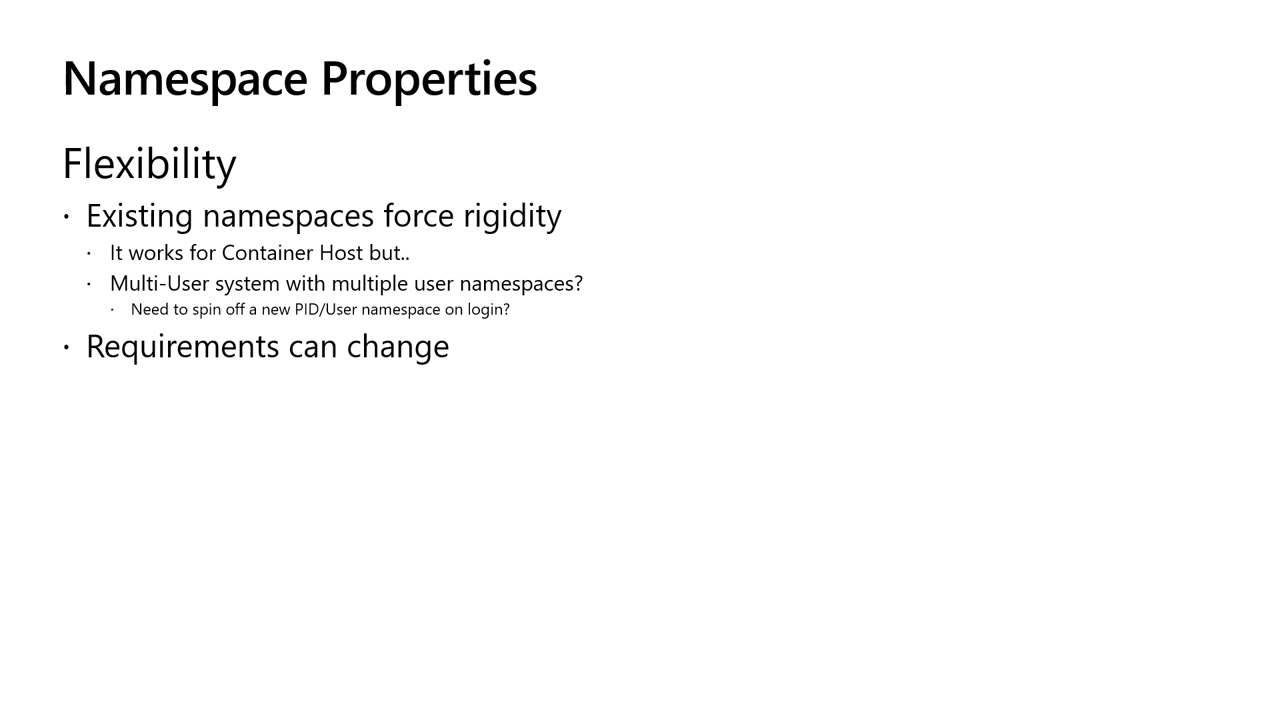 Namespace Properties
Flexibility
· Existing namespaces force rigidity
· It works for Container Host but..
· Multi-User system with multiple user namespaces?
· Need to spin off a new PID/User namespace on login?
· Requirements can change